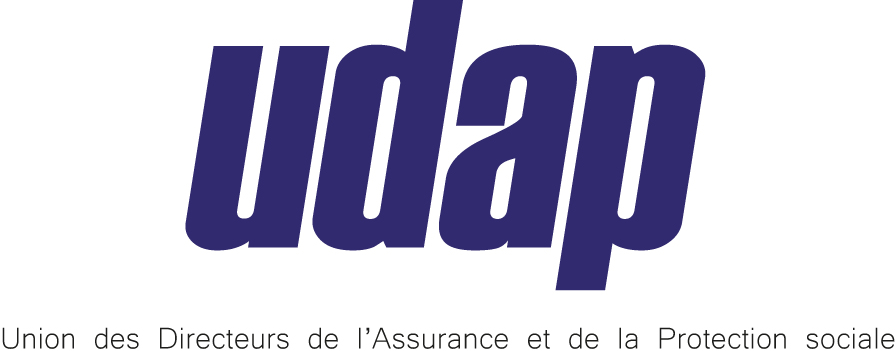 udap
Union des Directeurs de l'Assurance et de la Protection sociale